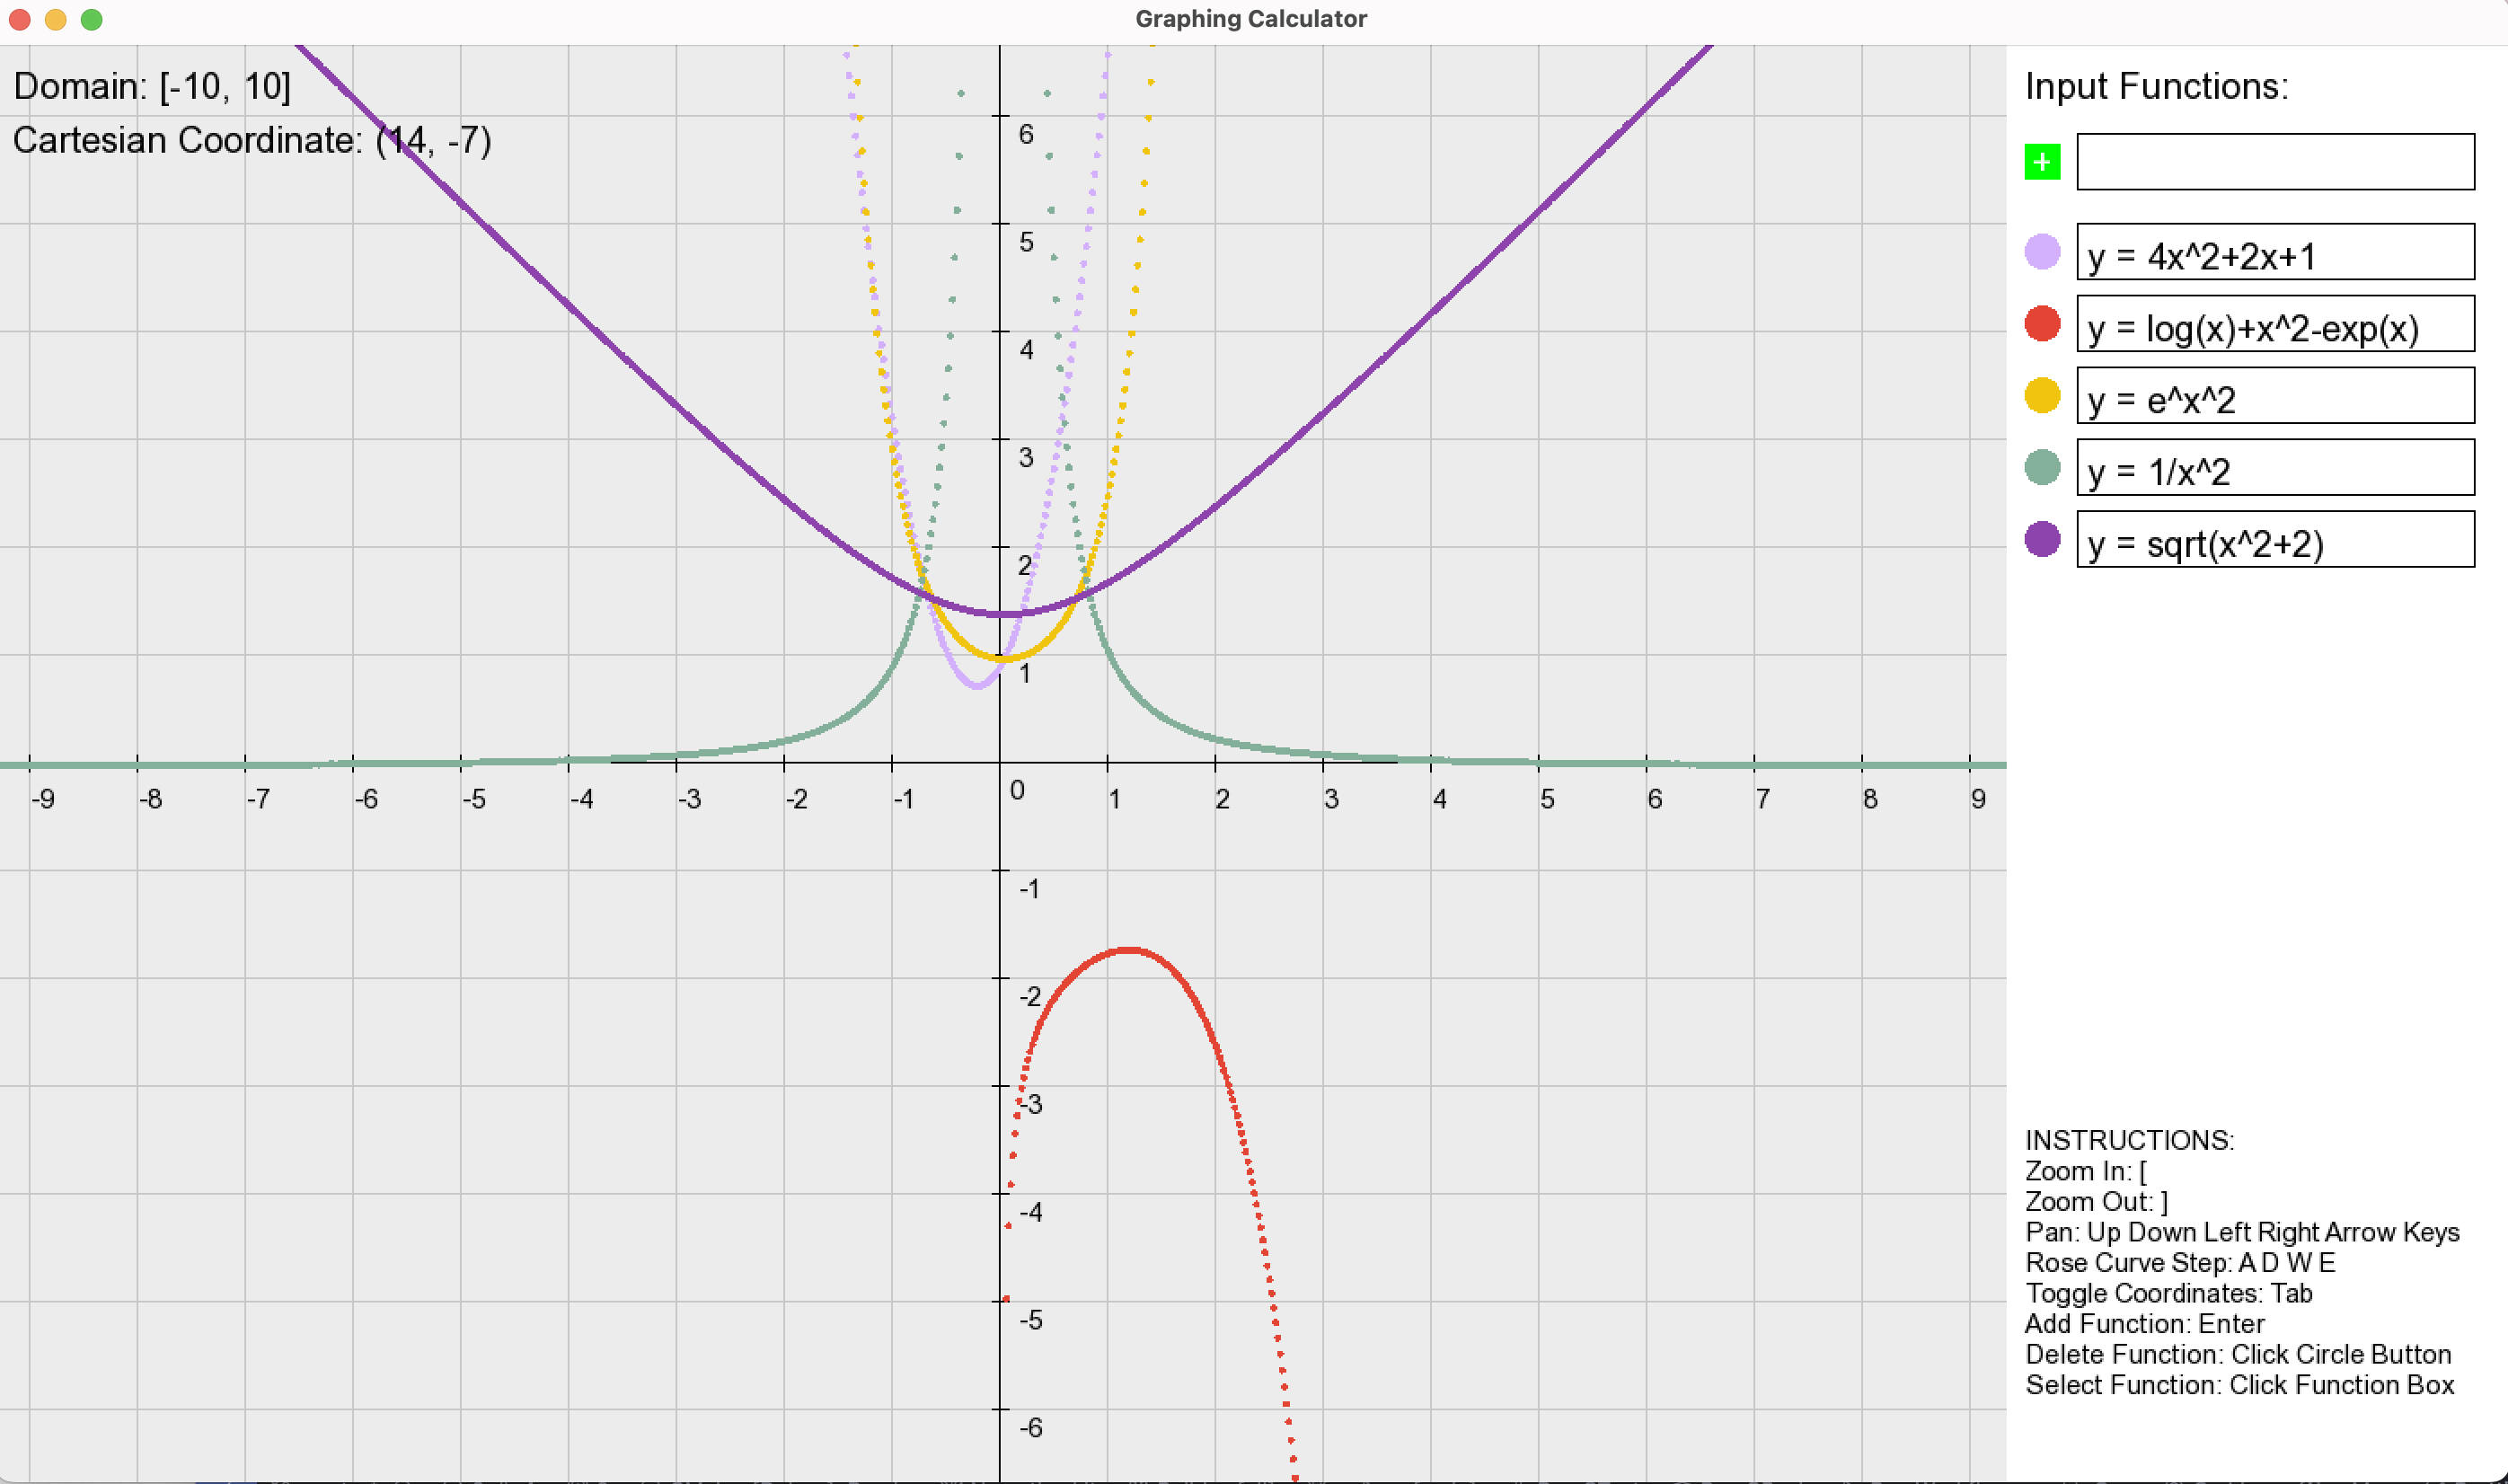 Graphing Calculator
Domain: [-10, 10]
Cartesian Coordinate: (14, -7)
6
5
4
3
2
1
-9 -8 -7 -6 -5 -4 -3 -2 -1 0 1 2 3 4 5 6 7 8 9
-1
-2
-3
-4
-5
-6
Input Functions:
+
y = 4x^2+2x+1
y = log(x)+x^2-exp(x)
y = e^x^2
y = 1/x^2
y = sqrt(x^2+2)
INSTRUCTIONS:
Zoom In: [
Zoom Out: ]
Pan: Up Down Left Right Arrow Keys
Rose Curve Step: A D W E
Toggle Coordinates: Tab
Add Function: Enter
Delete Function: Click Circle Button
Select Function: Click Function Box